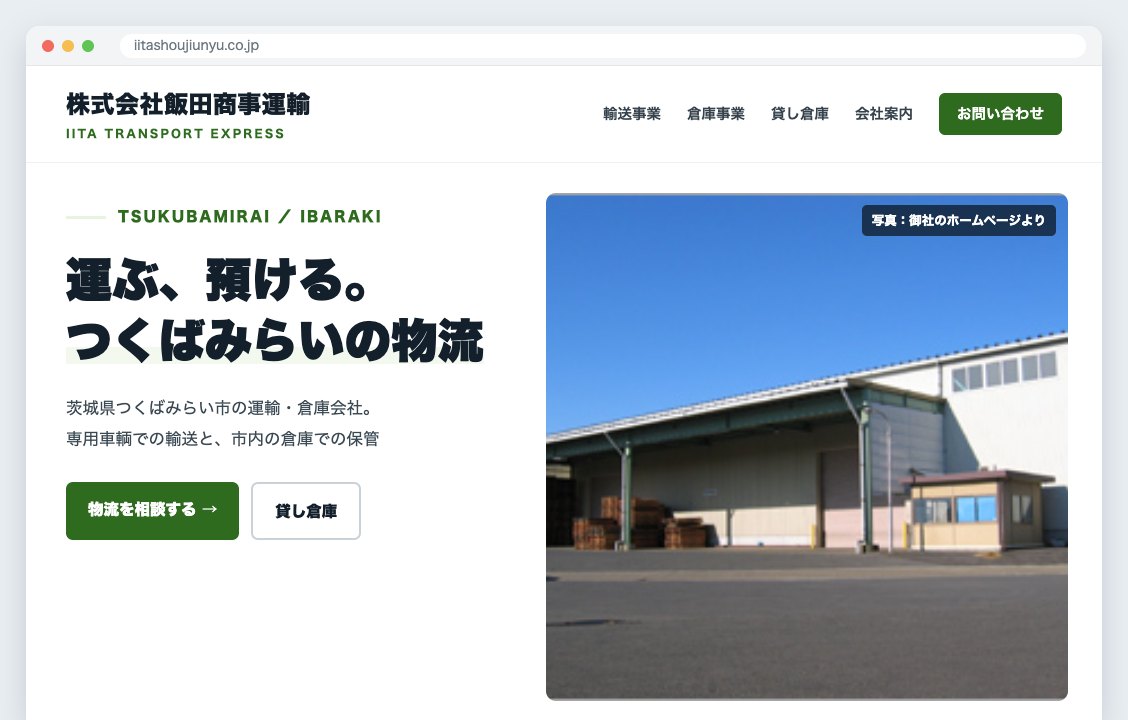 iitashoujiunyu.co.jp
株式会社飯田商事運輸
IITA TRANSPORT EXPRESS
輸送事業 倉庫事業 貸し倉庫 会社案内 お問い合わせ
TSUKUBAMIRAI ／ IBARAKI
運ぶ、預ける。
つくばみらいの物流
茨城県つくばみらい市の運輸・倉庫会社。
専用車輌での輸送と、市内の倉庫での保管
物流を相談する → 貸し倉庫
写真：御社のホームページより